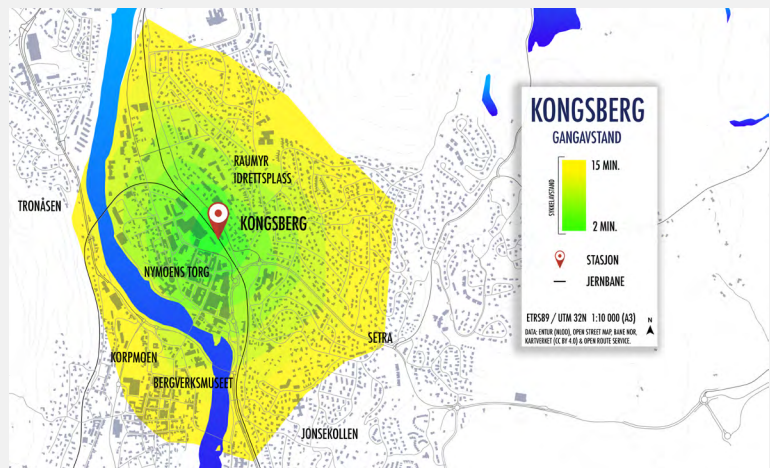 RAUMYR
IDRETTSPLASS
TRONÅSEN
KONGSBERG
NYMOENS TORG
SETRA
KORPMOEN
BERGVERKSMUSEET
JONSEKOLLEN
KONGSBERG
GANGAVSTAND
SYKKELAVSTAND
15 MIN.
2 MIN.
STASJON
JERNBANE
ETRS89 / UTM 32N 1:10 000 (A3)
N
DATA: ENTUR (NLOD), OPEN STREET MAP, BANE NOR,
KARTVERKET (CC BY 4.0) & OPEN ROUTE SERVICE.